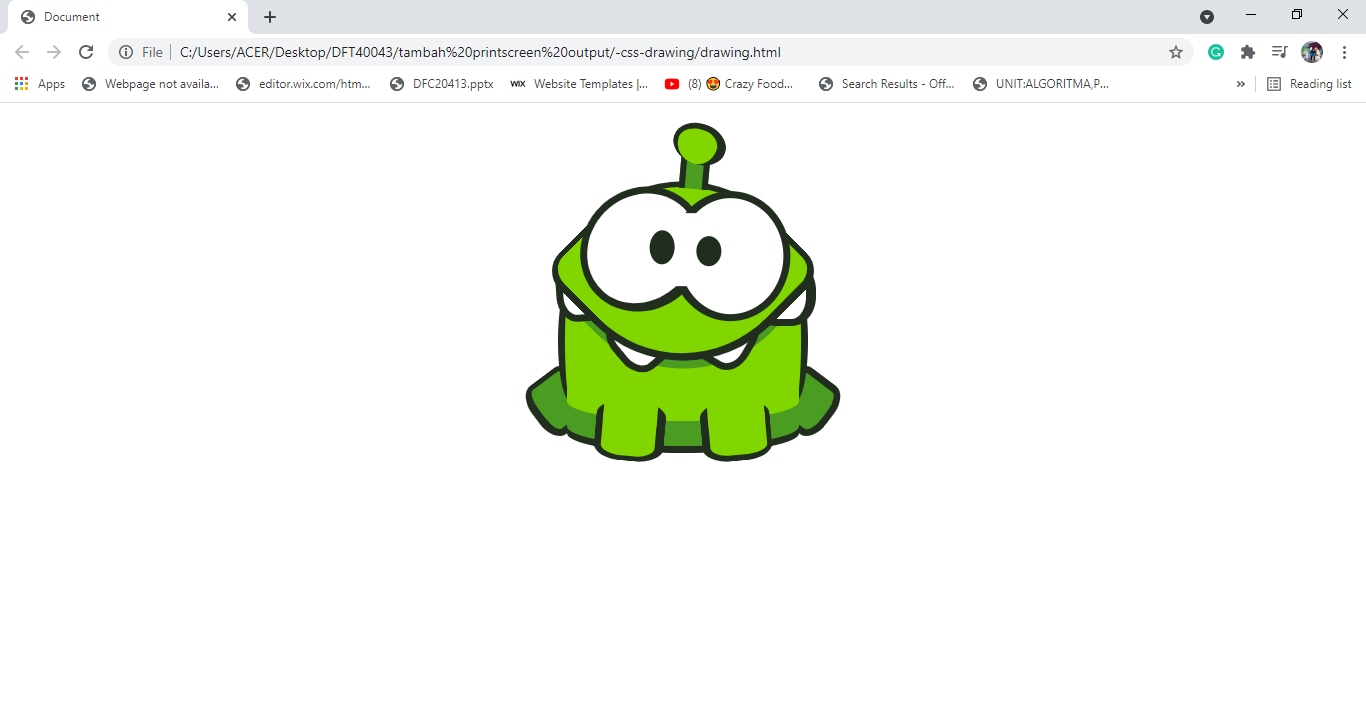 Document
File C:/Users/ACER/Desktop/DFT40043/tambah%20printscreen%20output/-css-drawing/drawing.html
Apps Webpage not availa... editor.wix.com/htm... DFC20413.pptx WIX Website Templates |... (8) 😍 Crazy Food... Search Results - Off... UNIT:ALGORITMA,P... » Reading list